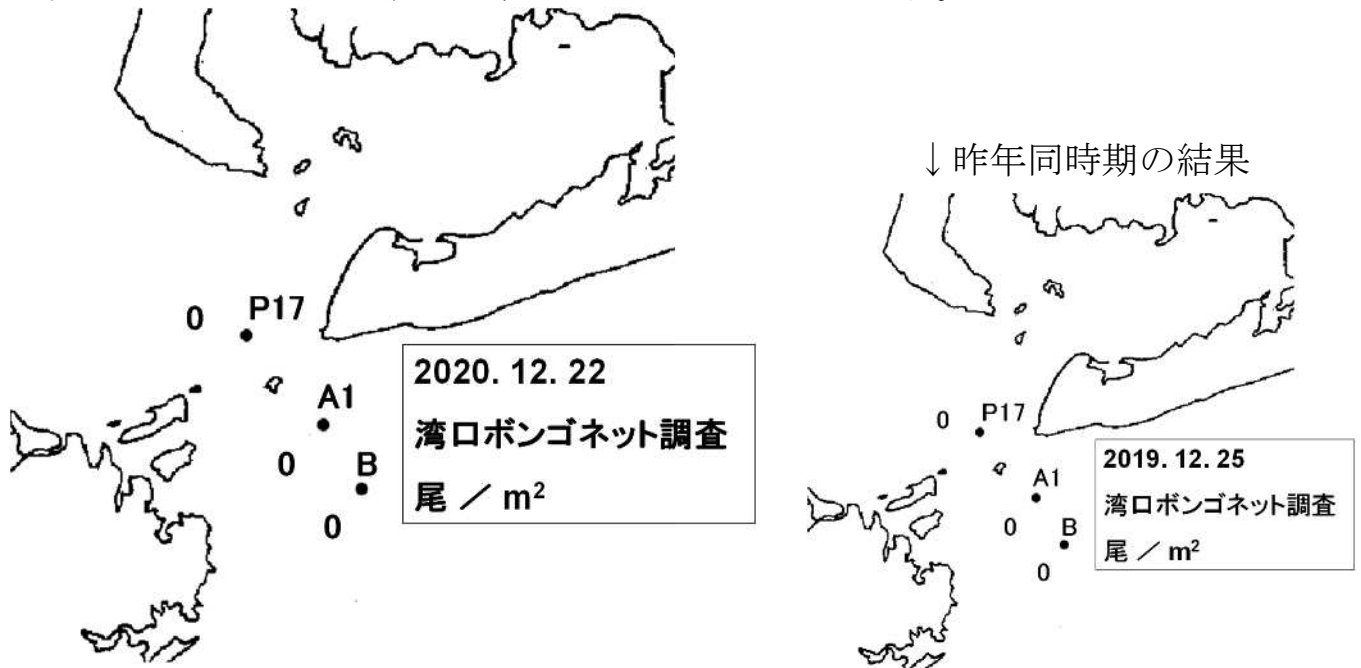 P17
0
2020. 12. 22
湾口ボンゴネット調査
尾 ／ m²
A1
0
B
0
↓昨年同時期の結果
P17
0
2019. 12. 25
湾口ボンゴネット調査
尾 ／ m²
A1
0
B
0